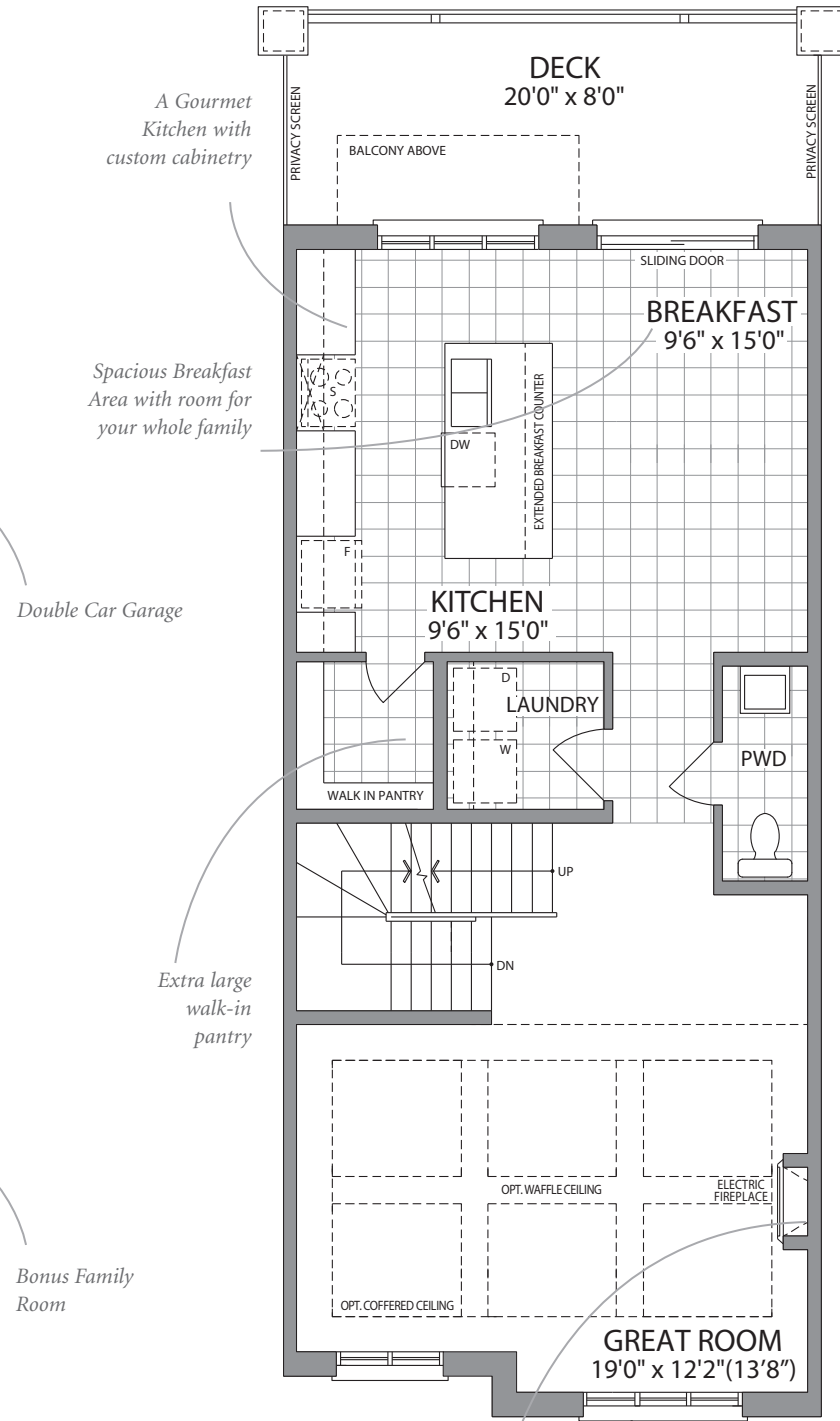 DECK
20'0" x 8'0"
PRIVACY SCREEN
PRIVACY SCREEN
BALCONY ABOVE
A Gourmet
Kitchen with
custom cabinetry
SLIDING DOOR
BREAKFAST
9'6" x 15'0"
Spacious Breakfast
Area with room for
your whole family
S
DW
EXTENDED BREAKFAST COUNTER
F
KITCHEN
9'6" x 15'0"
Double Car Garage
D
LAUNDRY
W
PWD
WALK IN PANTRY
UP
DN
Extra large
walk-in
pantry
OPT. WAFFLE CEILING
ELECTRIC
FIREPLACE
Bonus Family
Room
OPT. COFFERED CEILING
GREAT ROOM
19'0" x 12'2"(13'8")